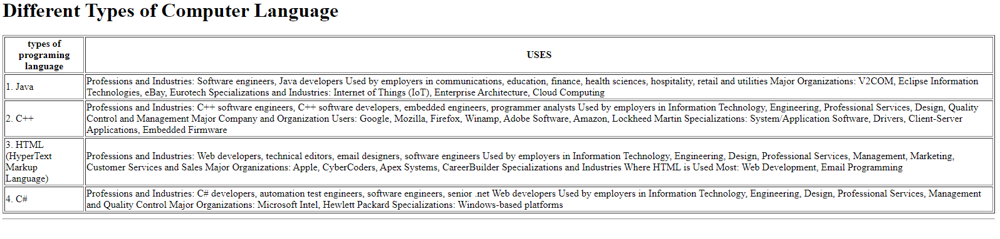 Different Types of Computer Language
types of
programing
language
USES
1. Java
Professions and Industries: Software engineers, Java developers Used by employers in communications, education, finance, health sciences, hospitality, retail and utilities Major Organizations: V2COM, Eclipse Information
Technologies, eBay, Eurotech Specializations and Industries: Internet of Things (IoT), Enterprise Architecture, Cloud Computing
2. C++
Professions and Industries: C++ software engineers, C++ software developers, embedded engineers, programmer analysts Used by employers in Information Technology, Engineering, Professional Services, Design, Quality
Control and Management Major Company and Organization Users: Google, Mozilla, Firefox, Winamp, Adobe Software, Amazon, Lockheed Martin Specializations: System/Application Software, Drivers, Client-Server
Applications, Embedded Firmware
3. HTML
(HyperText
Markup
Language)
Professions and Industries: Web developers, technical editors, email designers, software engineers Used by employers in Information Technology, Engineering, Design, Professional Services, Management, Marketing,
Customer Services and Sales Major Organizations: Apple, CyberCoders, Apex Systems, CareerBuilder Specializations and Industries Where HTML is Used Most: Web Development, Email Programming
4. C#
Professions and Industries: C# developers, automation test engineers, software engineers, senior .net Web developers Used by employers in Information Technology, Engineering, Design, Professional Services, Management
and Quality Control Major Organizations: Microsoft Intel, Hewlett Packard Specializations: Windows-based platforms